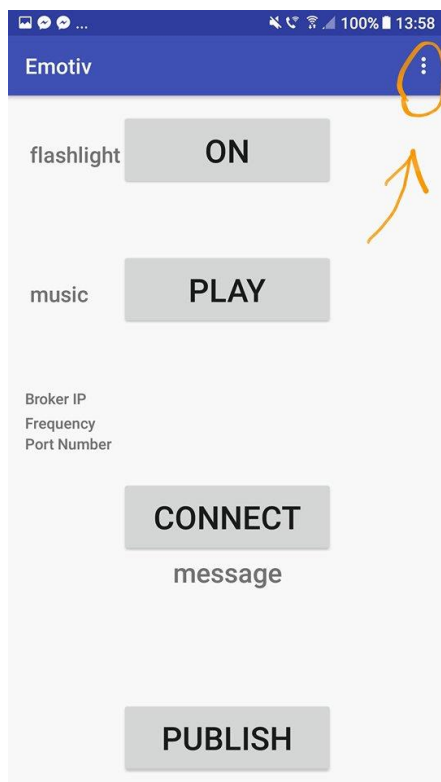 ... 100% 13:58
Emotiv
flashlight ON
music PLAY
Broker IP
Frequency
Port Number
CONNECT
message
PUBLISH